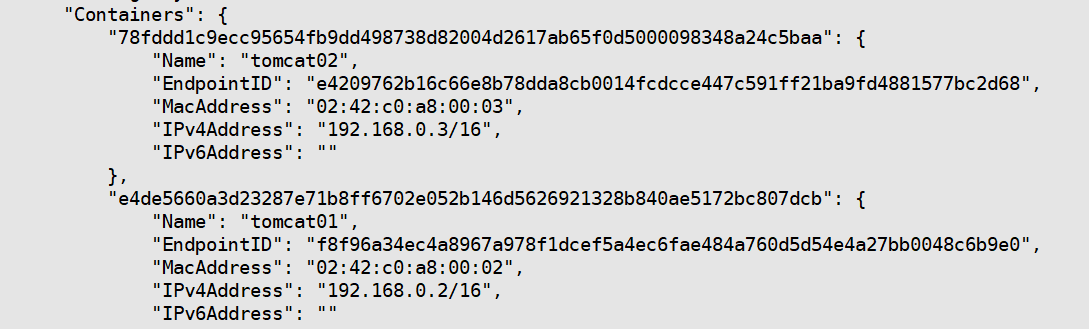 "Containers": {
"78fddd1c9ecc95654fb9dd498738d82004d2617ab65f0d5000098348a24c5baa": {
"Name": "tomcat02",
"EndpointID": "e4209762b16c66e8b78dda8cb0014fcdcce447c591ff21ba9fd4881577bc2d68",
"MacAddress": "02:42:c0:a8:00:03",
"IPv4Address": "192.168.0.3/16",
"IPv6Address": ""
},
"e4de5660a3d23287e71b8ff6702e052b146d5626921328b840ae5172bc807dcb": {
"Name": "tomcat01",
"EndpointID": "f8f96a34ec4a8967a978f1dcef5a4ec6fae484a760d5d54e4a27bb0048c6b9e0",
"MacAddress": "02:42:c0:a8:00:02",
"IPv4Address": "192.168.0.2/16",
"IPv6Address": ""